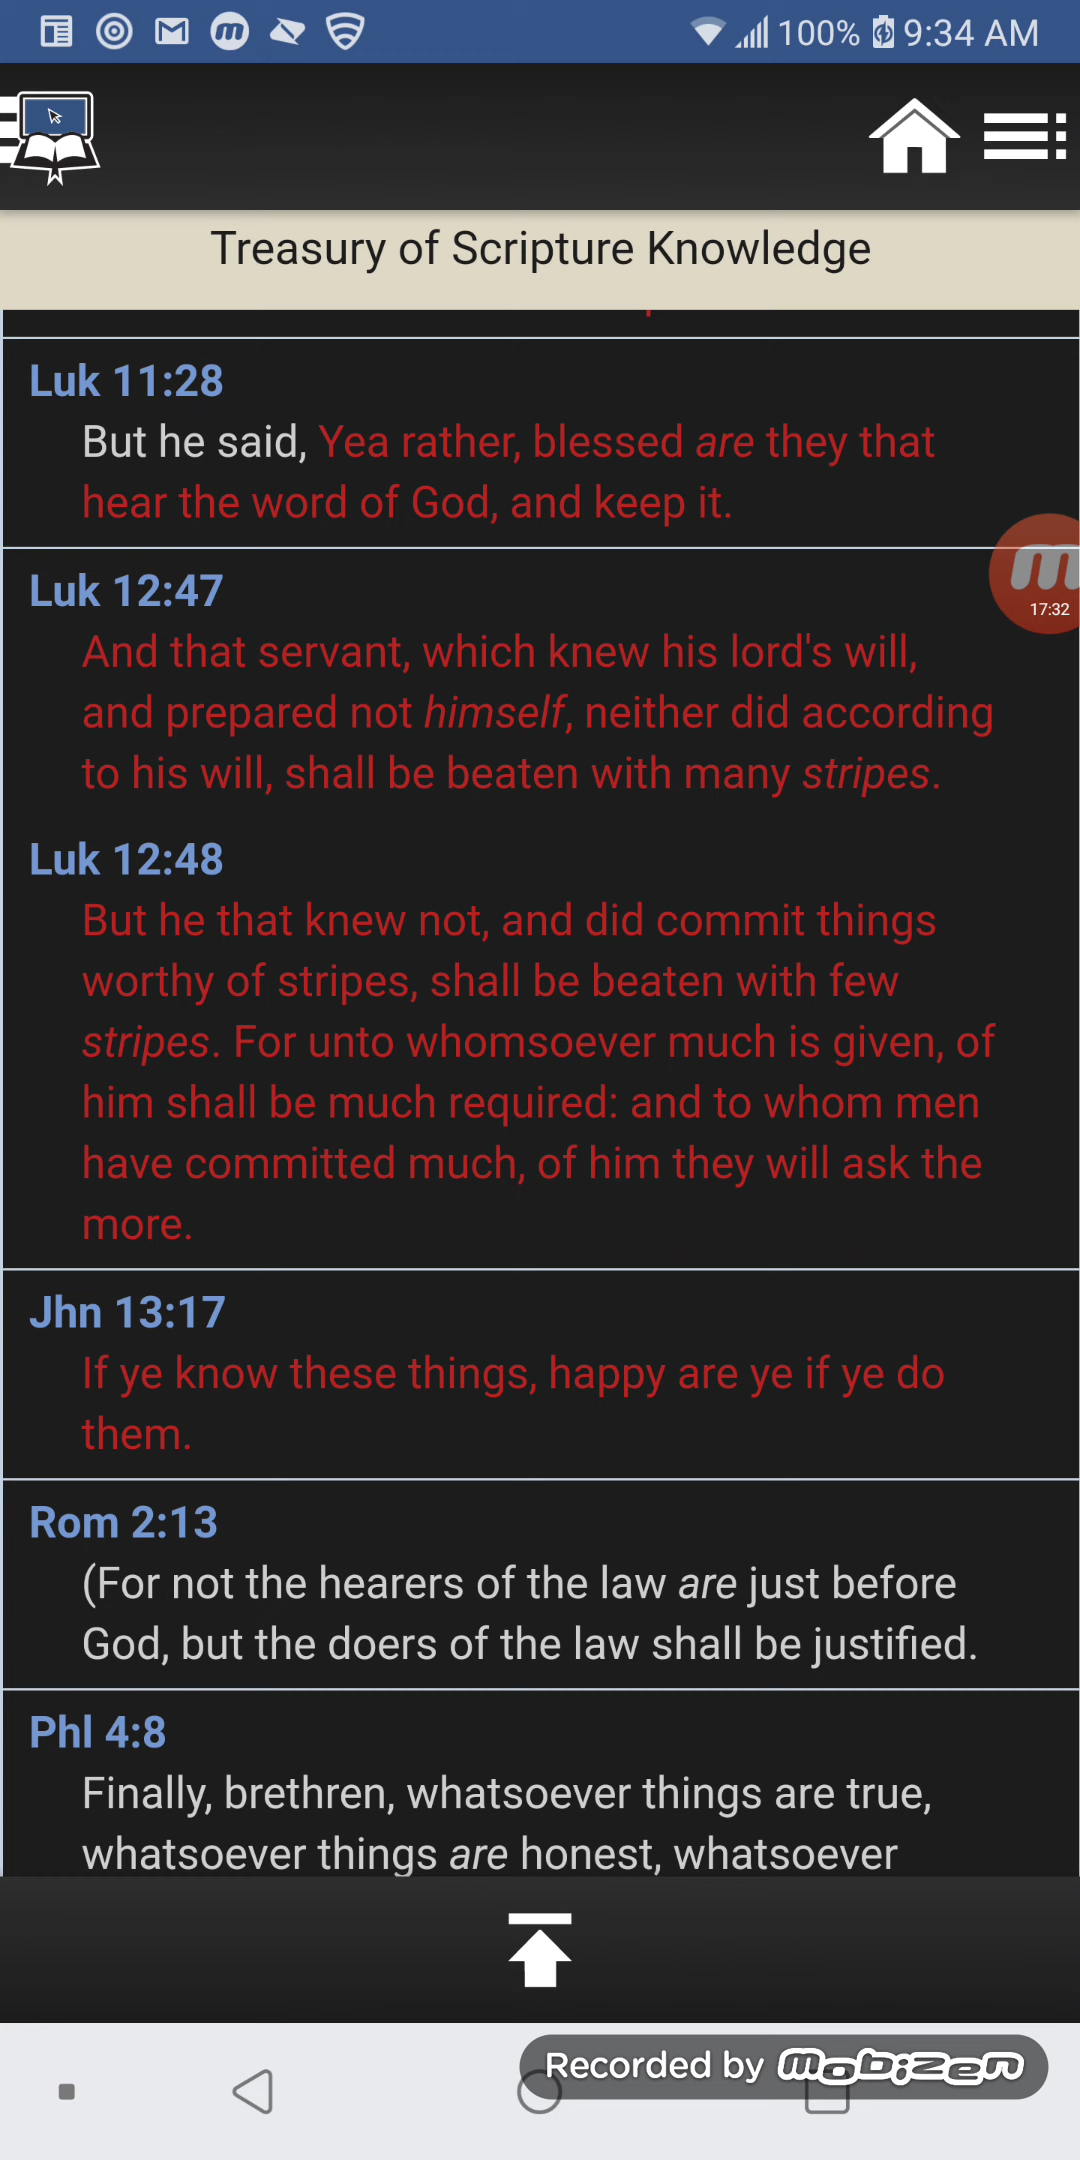 100% 9:34 AM
Treasury of Scripture Knowledge
Luk 11:28
But he said, Yea rather, blessed are they that
hear the word of God, and keep it.
m
17:32
Luk 12:47
And that servant, which knew his lord's will,
and prepared not himself, neither did according
to his will, shall be beaten with many stripes.
Luk 12:48
But he that knew not, and did commit things
worthy of stripes, shall be beaten with few
stripes. For unto whomsoever much is given, of
him shall be much required: and to whom men
have committed much, of him they will ask the
more.
Jhn 13:17
If ye know these things, happy are ye if ye do
them.
Rom 2:13
(For not the hearers of the law are just before
God, but the doers of the law shall be justified.
Phl 4:8
Finally, brethren, whatsoever things are true,
whatsoever things are honest, whatsoever
Recorded by mobizen